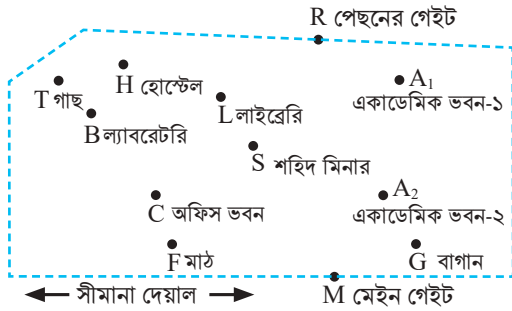 R পেছনের গেইট
H হোস্টেল
A1
T গাছ
L লাইব্রেরি
একাডেমিক ভবন-১
B ল্যাবরেটরি
S শহিদ মিনার
A2
C অফিস ভবন
একাডেমিক ভবন-২
F মাঠ
G বাগান
সীমানা দেয়াল
M মেইন গেইট